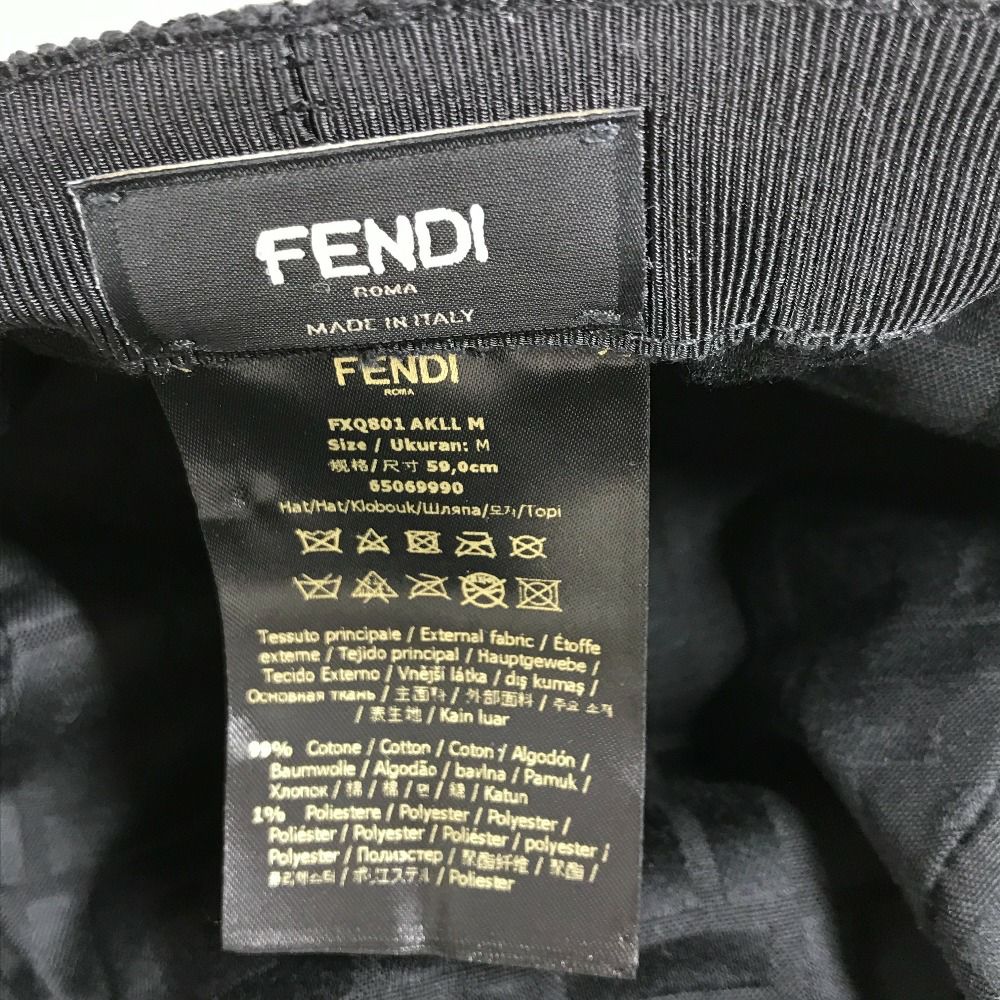 FENDI
ROMA
MADE IN ITALY
FENDI
ROMA
FXQ801 AKLL M
Size / Ukuran: M
规格/尺寸 59,0cm
65069990
Hat/Hat/Klobouk/Шляпа/모자/Topi
Tessuto principale / External fabric / Étoffe
externe / Tejido principal / Hauptgewebe /
Tecido Externo / Vnější látka / dış kumaş /
Основная ткань / 主面料 / 外部面料 / 주요 소재
/ 表生地 / Kain luar
99% Cotone / Cotton / Coton / Algodón /
Baumwolle / Algodão / bavlna / Pamuk /
Хлопок / 棉 / 棉 / 면 / 綿 / Katun
1% Poliestere / Polyester / Polyester /
Poliéster / Polyester / Poliéster / polyester /
Polyester / Полиэстер / 聚酯纤维 / 聚酯 /
폴리에스터 / ポリエステル / Poliester